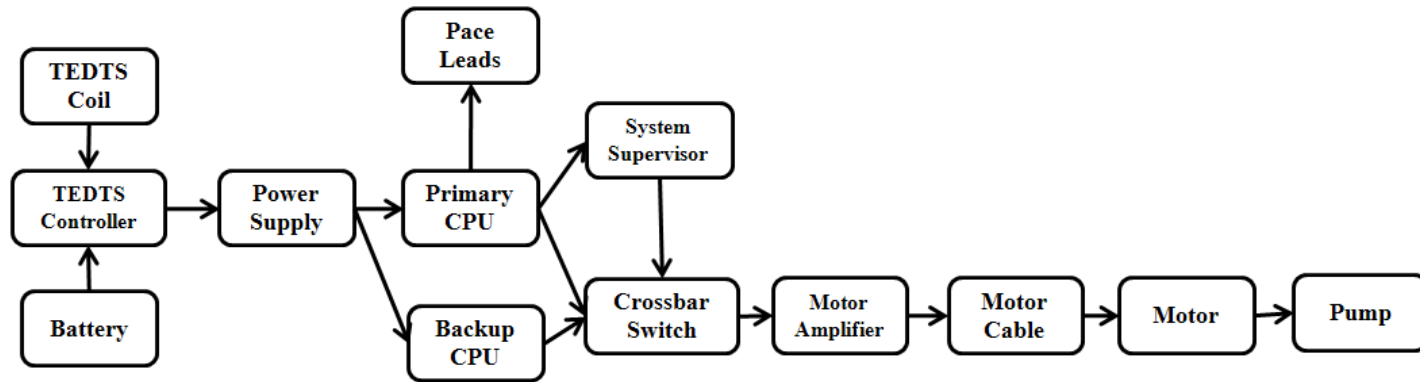 Pace
Leads
TEDTS
Coil
System
Supervisor
TEDTS
Controller
Power
Supply
Primary
CPU
Battery
Backup
CPU
Crossbar
Switch
Motor
Amplifier
Motor
Cable
Motor
Pump